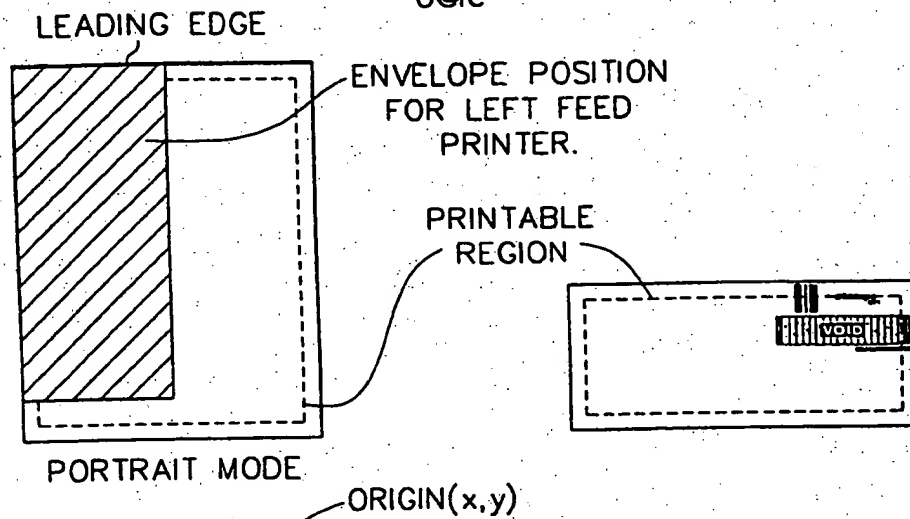 LEADING EDGE
ENVELOPE POSITION
FOR LEFT FEED
PRINTER.
PRINTABLE
REGION
VOID
PORTRAIT MODE
ORIGIN(x,y)